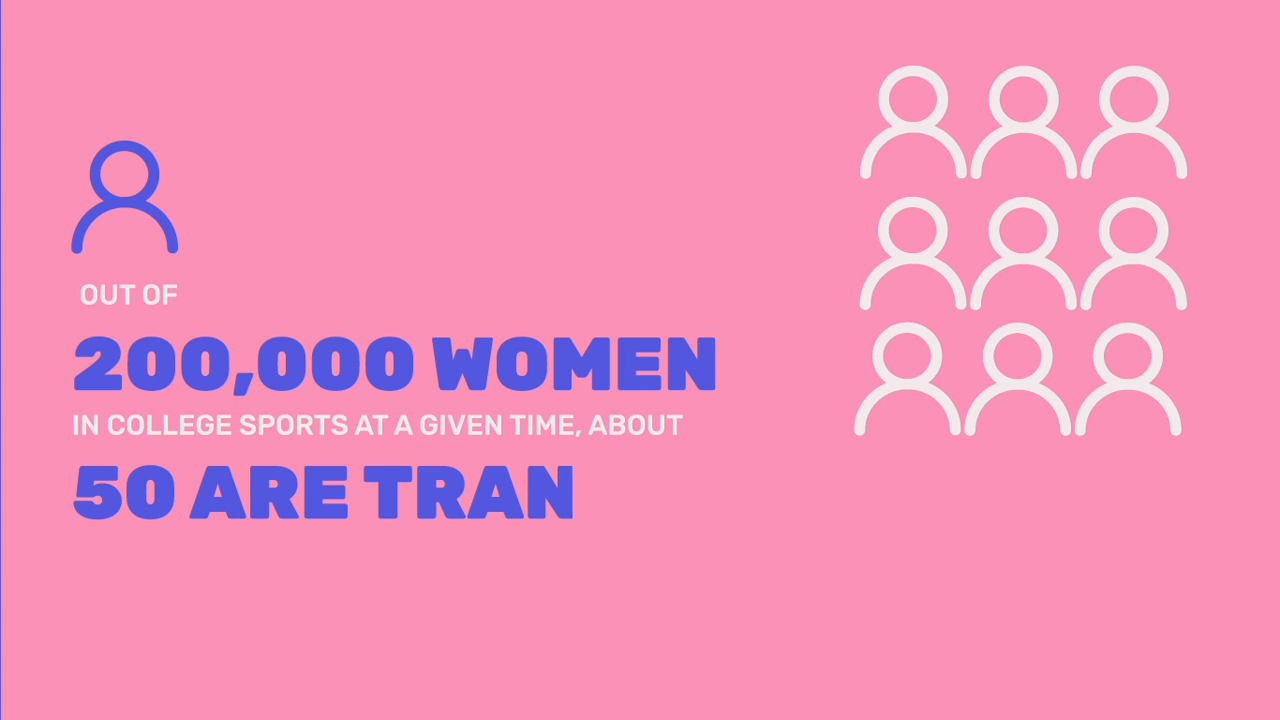 OUT OF
200,000 WOMEN
IN COLLEGE SPORTS AT A GIVEN TIME, ABOUT
50 ARE TRAN